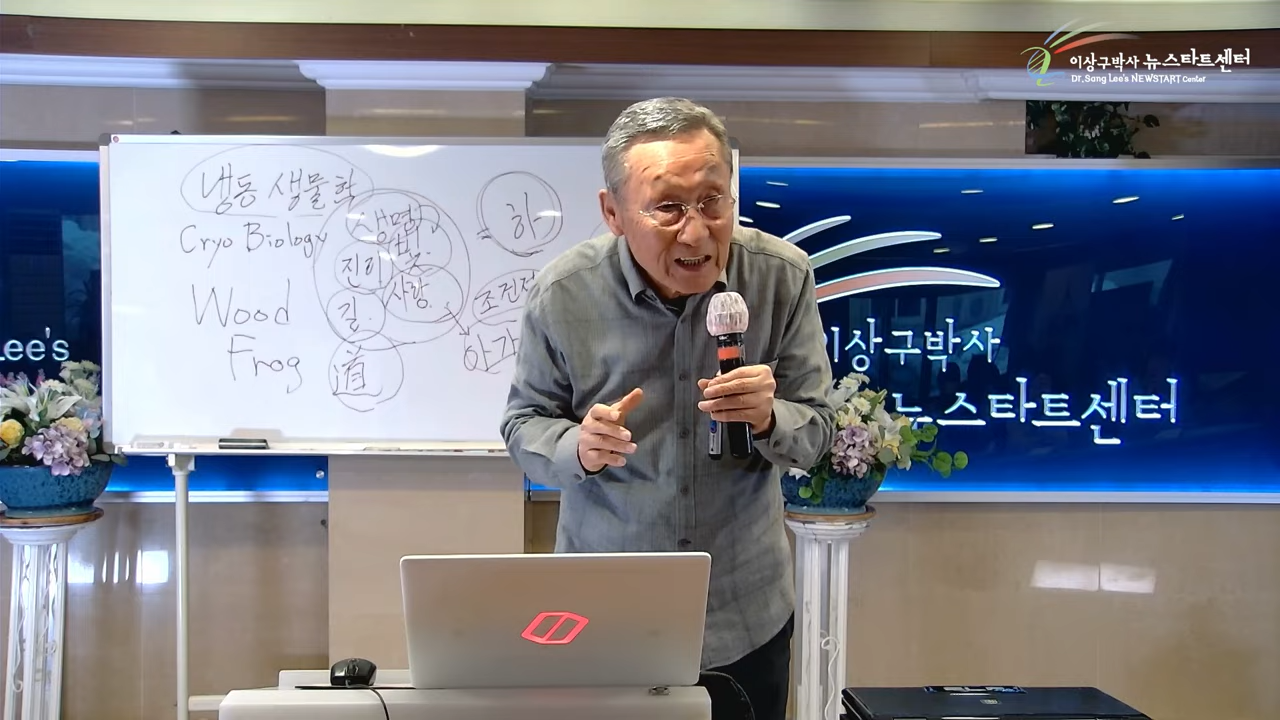 이상구박사 뉴스타트센터
Dr. Sang Lee's NEWSTART Center
냉동 생물학
Cryo Biology
Wood
Frog
생명
진리
사랑
길
道
하
조건
Lee's
이상구박사
뉴스타트센터